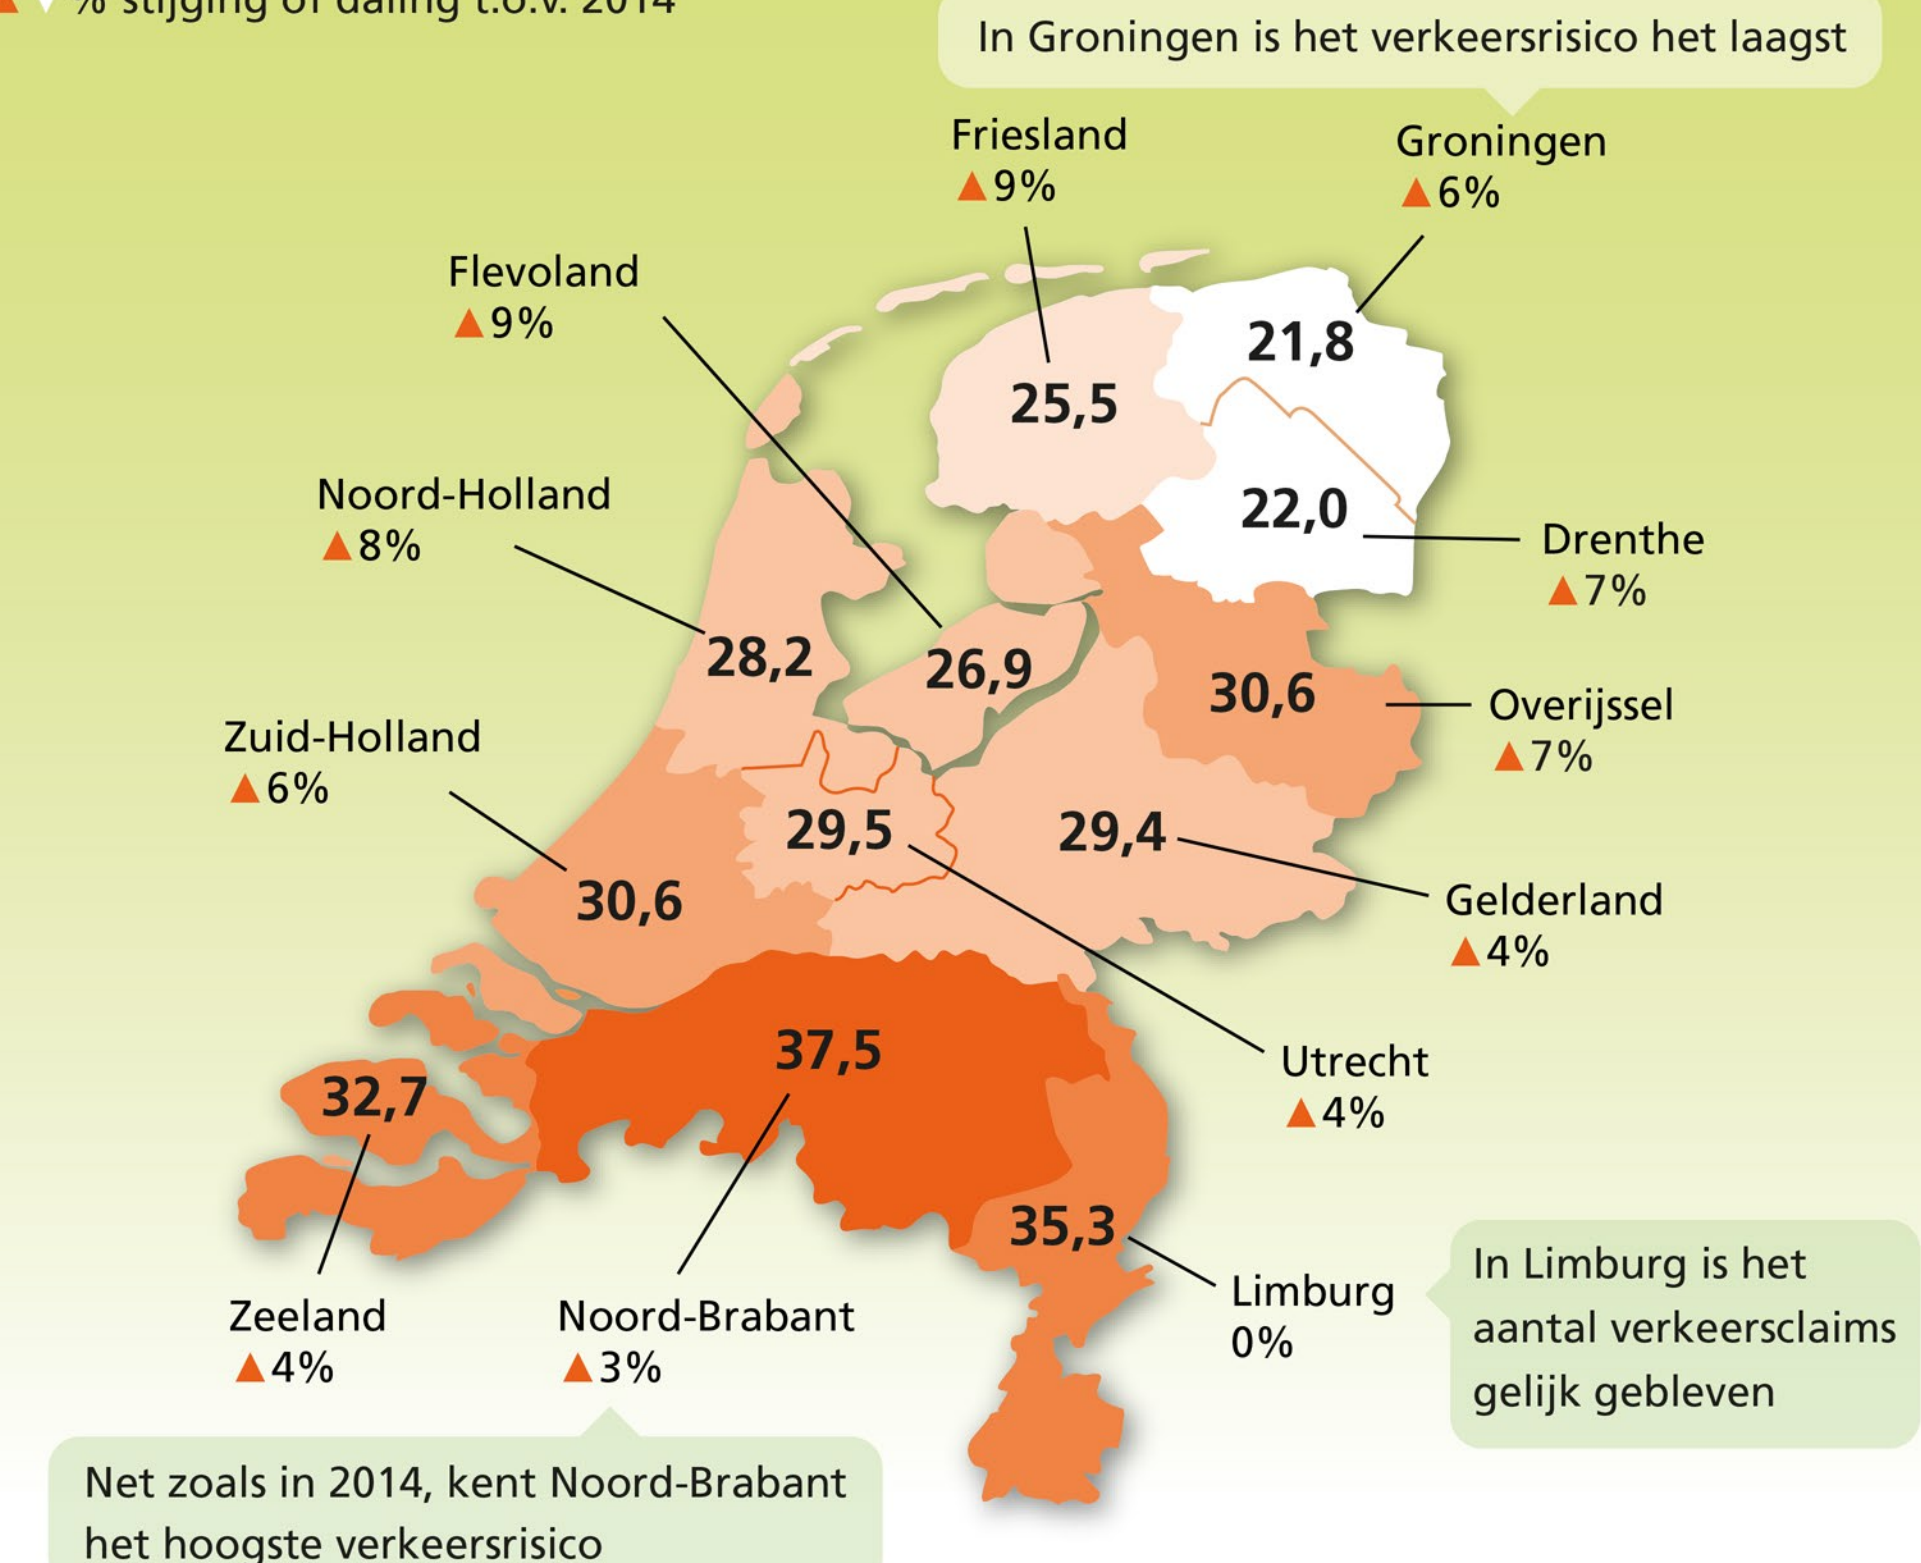 % stijging of daling t.o.v. 2014
In Groningen is het verkeersrisico het laagst
Friesland
▲9%
Groningen
▲6%
Flevoland
▲9%
21,8
25,5
Noord-Holland
▲8%
22,0
Drenthe
▲7%
28,2
26,9
30,6
Overijssel
▲7%
Zuid-Holland
▲6%
29,5
29,4
30,6
Gelderland
▲4%
37,5
Utrecht
▲4%
32,7
35,3
Limburg
0%
In Limburg is het
aantal verkeersclaims
gelijk gebleven
Zeeland
▲4%
Noord-Brabant
▲3%
Net zoals in 2014, kent Noord-Brabant
het hoogste verkeersrisico